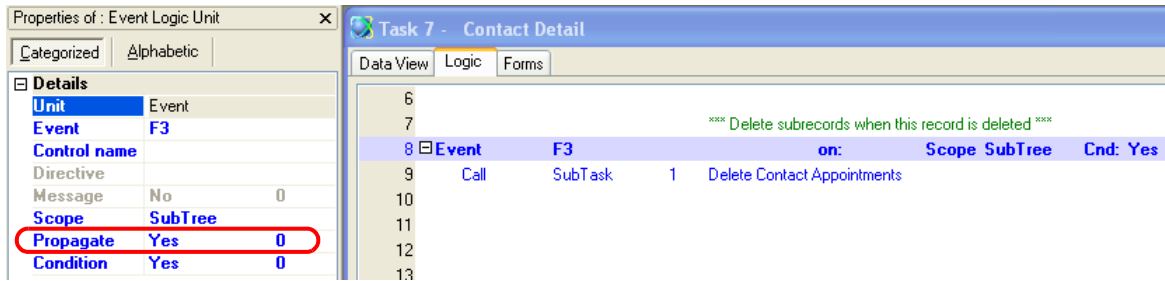 Properties of : Event Logic Unit x
Categorized Alphabetic
Details
Unit Event
Event F3
Control name
Directive
Message No 0
Scope SubTree
Propagate Yes 0
Condition Yes 0
Task 7 - Contact Detail
Data View Logic Forms
6
7 *** Delete subrecords when this record is deleted ***
8 Event F3 on: Scope SubTree Cnd: Yes
9 Call SubTask 1 Delete Contact Appointments
10
11
12
13